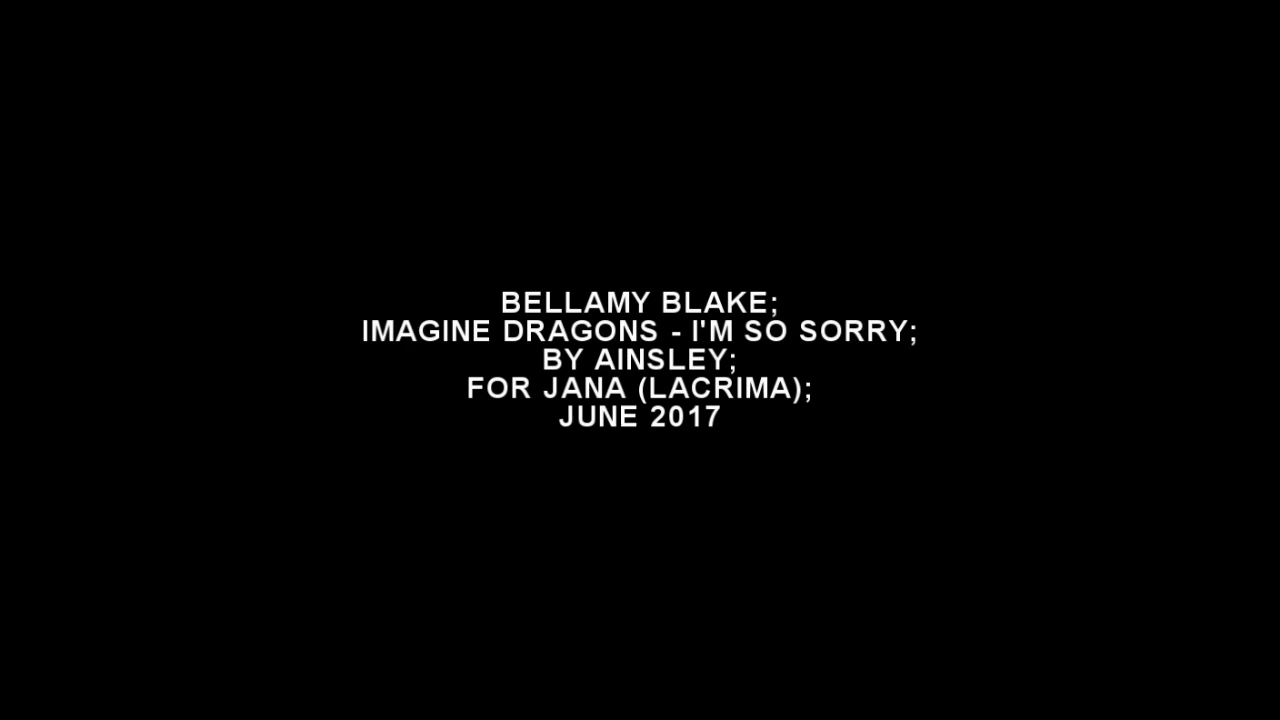 BELLAMY BLAKE;
IMAGINE DRAGONS - I'M SO SORRY;
BY AINSLEY;
FOR JANA (LACRIMA);
JUNE 2017